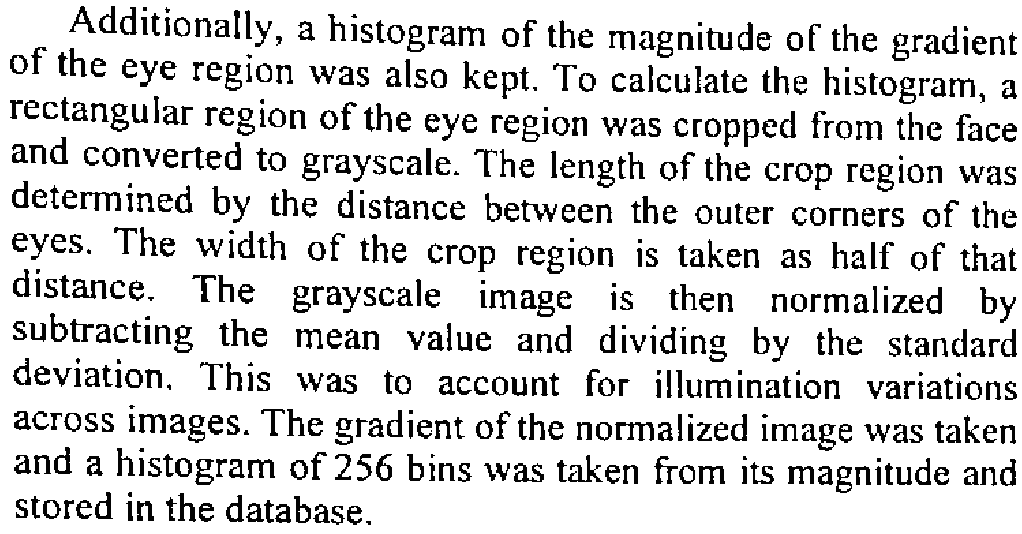 Additionally, a histogram of the magnitude of the gradient
of the eye region was also kept. To calculate the histogram, a
rectangular region of the eye region was cropped from the face
and converted to grayscale. The length of the crop region was
determined by the distance between the outer corners of the
eyes. The width of the crop region is taken as half of that
distance. The grayscale image is then normalized by
subtracting the mean value and dividing by the standard
deviation. This was to account for illumination variations
across images. The gradient of the normalized image was taken
and a histogram of 256 bins was taken from its magnitude and
stored in the database.